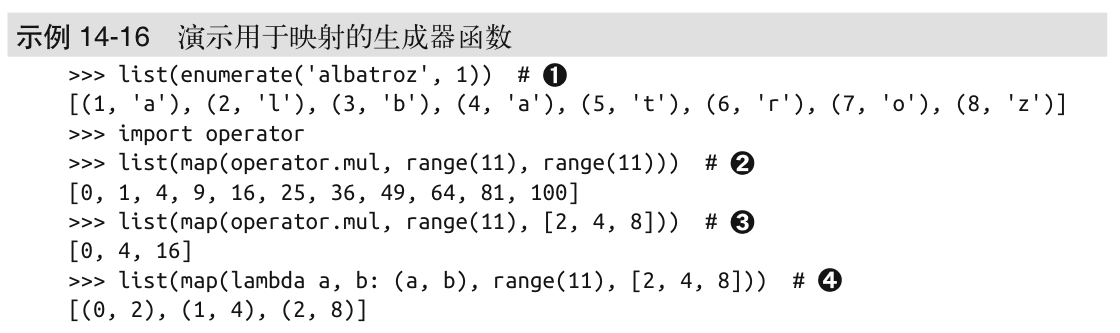 示例 14-16 演示用于映射的生成器函数
>>> list(enumerate('albatroz', 1))  # ❶
[(1, 'a'), (2, 'l'), (3, 'b'), (4, 'a'), (5, 't'), (6, 'r'), (7, 'o'), (8, 'z')]
>>> import operator
>>> list(map(operator.mul, range(11), range(11)))  # ❷
[0, 1, 4, 9, 16, 25, 36, 49, 64, 81, 100]
>>> list(map(operator.mul, range(11), [2, 4, 8]))  # ❸
[0, 4, 16]
>>> list(map(lambda a, b: (a, b), range(11), [2, 4, 8]))  # ❹
[(0, 2), (1, 4), (2, 8)]